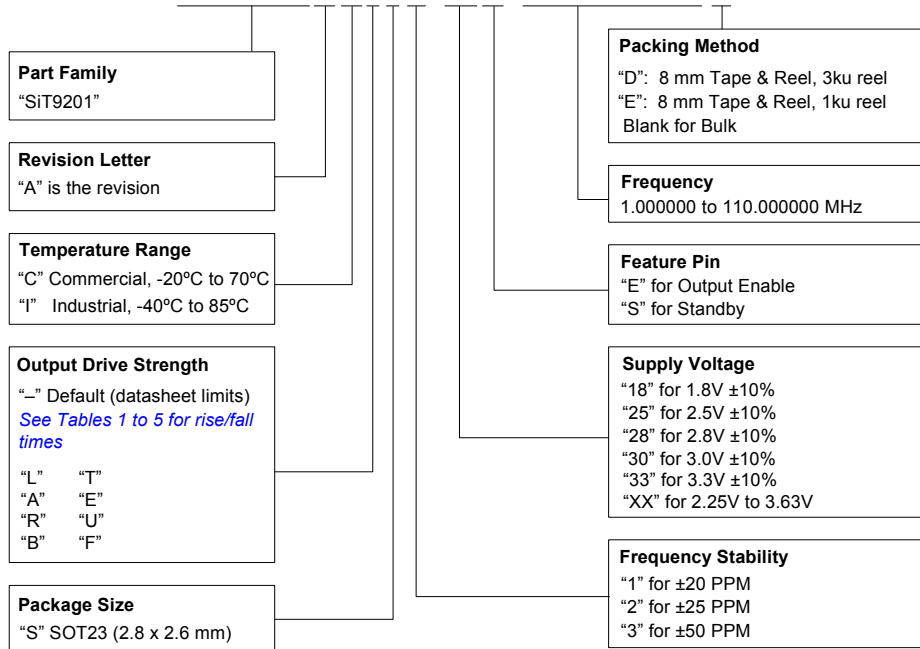 Part Family
“SiT9201”
Revision Letter
“A” is the revision
Temperature Range
“C” Commercial, -20ºC to 70ºC
“I” Industrial, -40ºC to 85ºC
Output Drive Strength
“–” Default (datasheet limits)
See Tables 1 to 5 for rise/fall
times
“L” “T”
“A” “E”
“R” “U”
“B” “F”
Package Size
“S” SOT23 (2.8 x 2.6 mm)
Packing Method
“D”: 8 mm Tape & Reel, 3ku reel
“E”: 8 mm Tape & Reel, 1ku reel
Blank for Bulk
Frequency
1.000000 to 110.000000 MHz
Feature Pin
“E” for Output Enable
“S” for Standby
Supply Voltage
“18” for 1.8V ±10%
“25” for 2.5V ±10%
“28” for 2.8V ±10%
“30” for 3.0V ±10%
“33” for 3.3V ±10%
“XX” for 2.25V to 3.63V
Frequency Stability
“1” for ±20 PPM
“2” for ±25 PPM
“3” for ±50 PPM